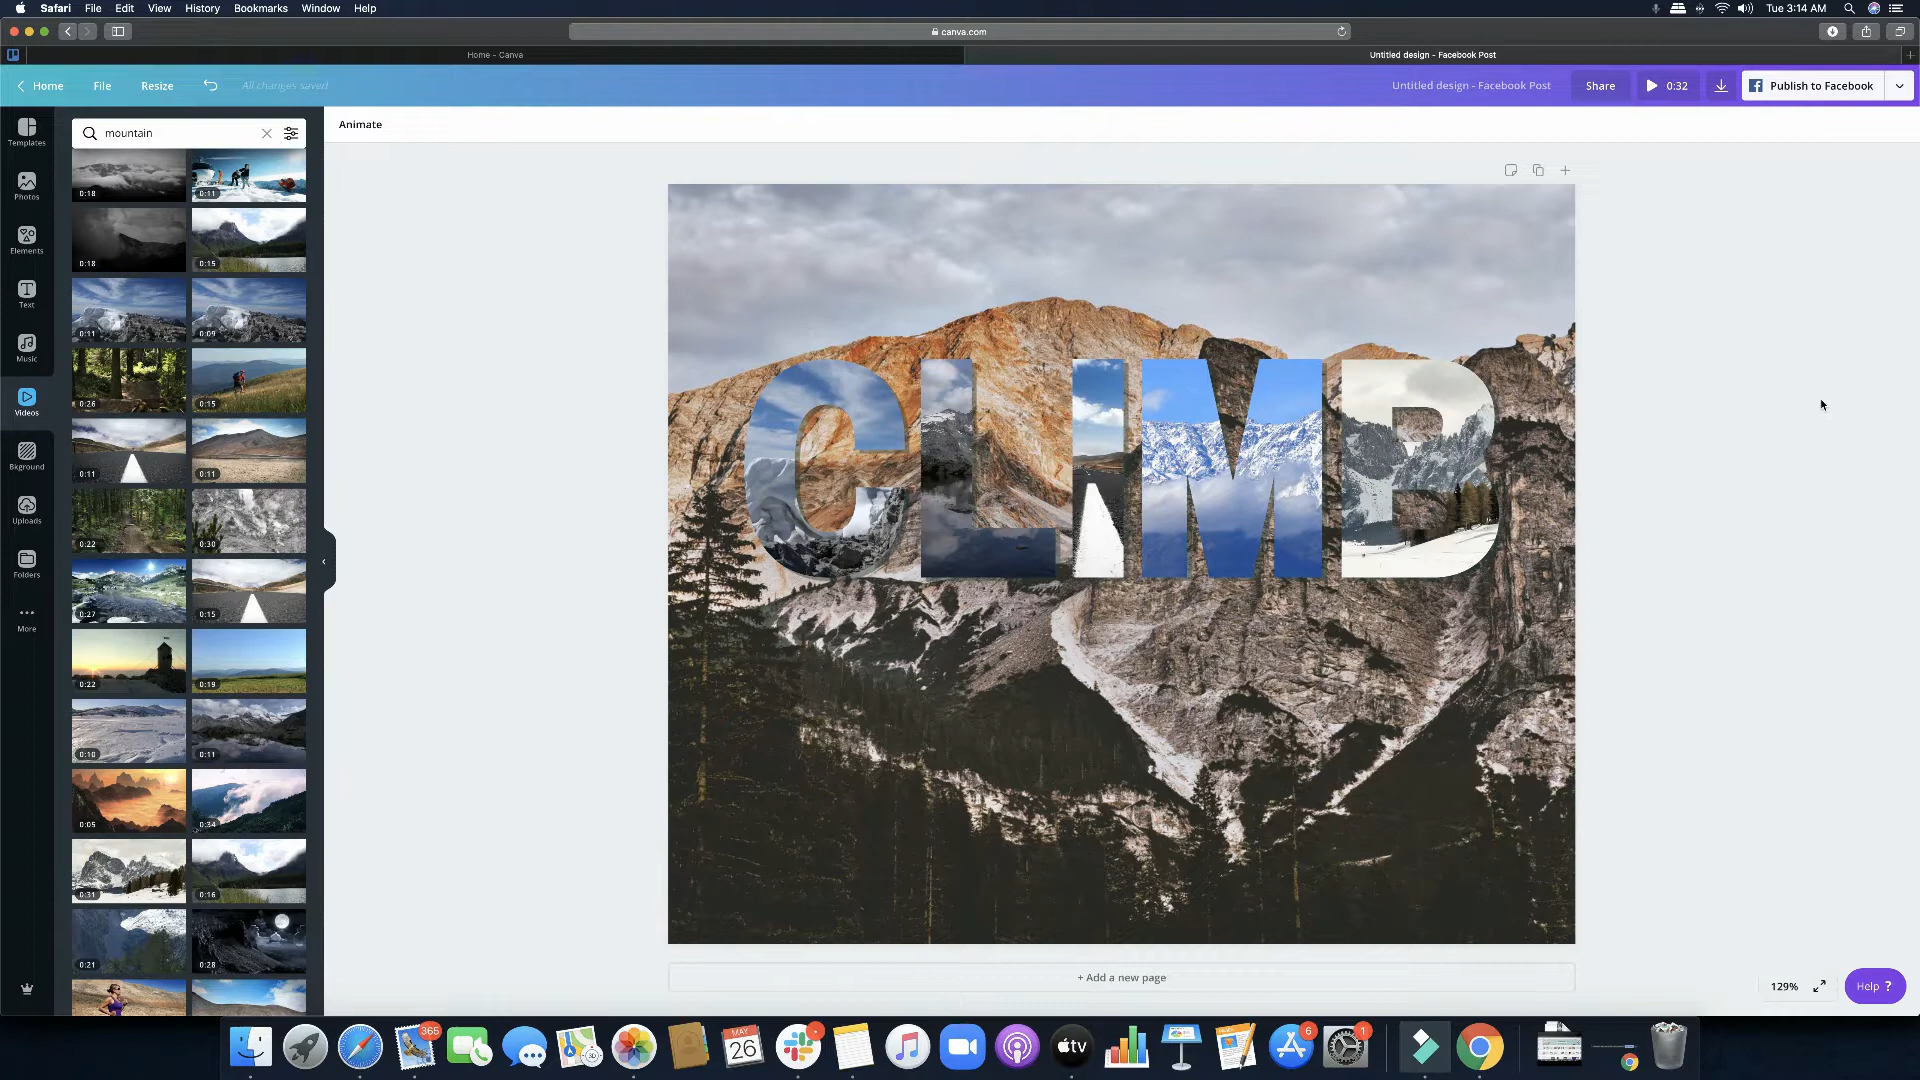 Safari File Edit View History Bookmarks Window Help
Tue 3:14 AM
canva.com
Home - Canva
Untitled design - Facebook Post
Home File Resize All changes saved
Untitled design - Facebook Post Share 0:32 Publish to Facebook
Templates
Photos
Elements
Text
Music
Videos
Bkground
Uploads
Folders
More
mountain
0:18 0:11
0:18 0:15
0:11 0:09
0:26 0:15
0:11 0:11
0:22 0:30
0:27 0:15
0:22 0:19
0:10 0:11
0:05 0:34
0:31 0:16
0:21 0:28
Animate
CLIMB
+ Add a new page
129%
Help ?
365
MAY
26
3D
tv
6
1